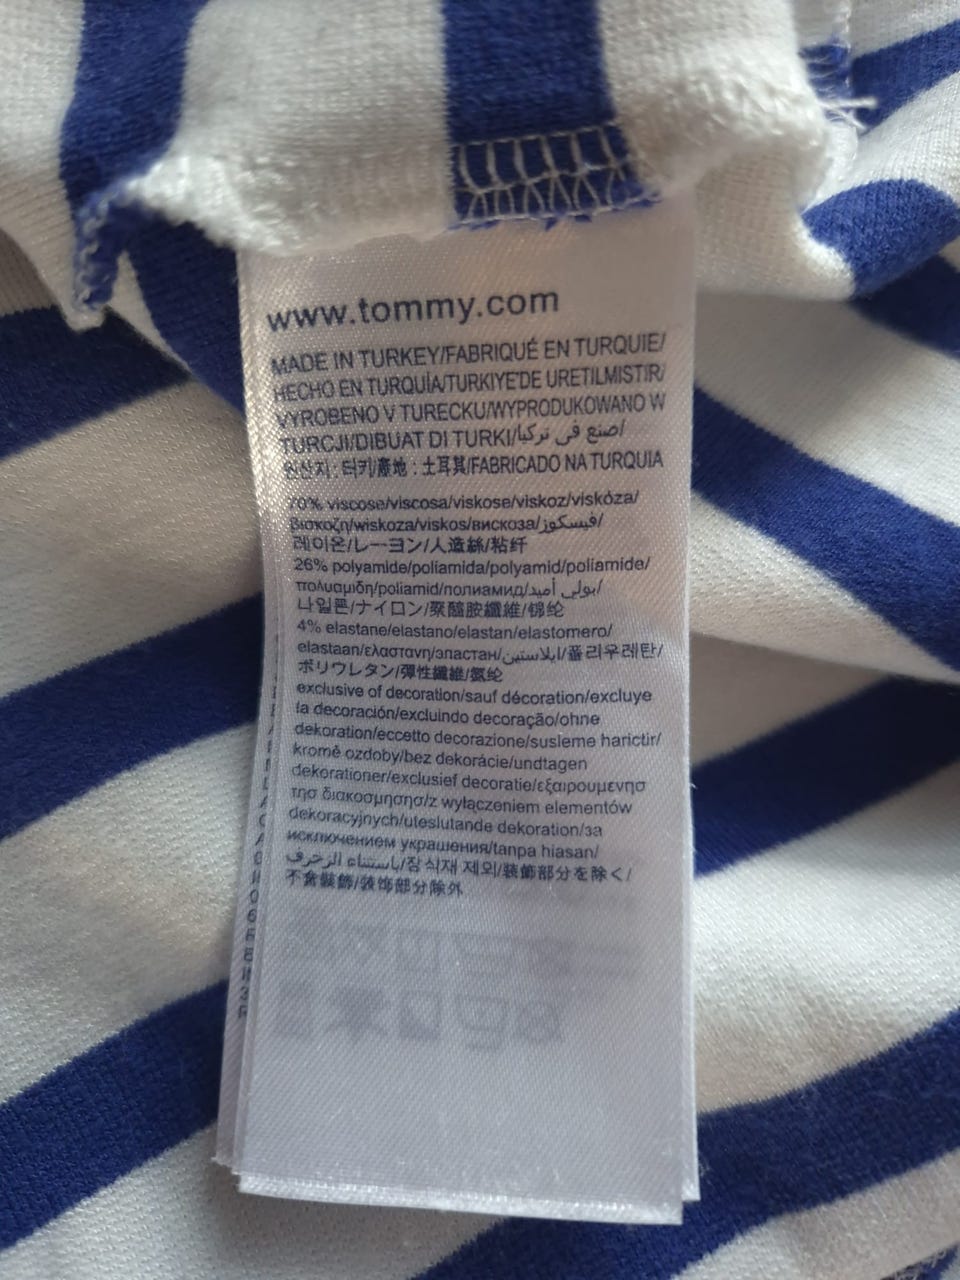 www.tommy.com
MADE IN TURKEY/FABRIQUÉ EN TURQUIE/
HECHO EN TURQUÍA/TURKIYE'DE URETILMISTIR/
VYROBENO V TURECKU/WYPRODUKOWANO W
TURCJI/DIBUAT DI TURKI/صنع في تركيا/
원산지 : 터키/產地 : 土耳其/FABRICADO NA TURQUIA
70% viscose/viscosa/viskose/viskoz/viskóza/
βισκοζη/wiskoza/viskos/вискоза/فيسكوز/
레이온/レーヨン/人造絲/粘纤
26% polyamide/poliamida/polyamid/poliamide/
πολυαμιδη/poliamid/полиамид/بولي أميد/
나일론/ナイロン/聚醯胺纖維/锦纶
4% elastane/elastano/elastan/elastomero/
elastaan/ελαστανη/эластан/ايلاستين/폴리우레탄/
ポリウレタン/彈性纖維/氨纶
exclusive of decoration/sauf décoration/excluye
la decoración/excluindo decoração/ohne
dekoration/eccetto decorazione/susleme harictir/
kromě ozdoby/bez dekorácie/undtagen
dekorationer/exclusief decoratie/εξαιρουμενησ
τησ διακοσμησησ/z wyłączeniem elementów
dekoracyjnych/uteslutande dekoration/за
исключением украшения/tanpa hiasan/
باستثناء الزخرف/장식재 제외/装飾部分を除く/
不含裝飾/装饰部分除外